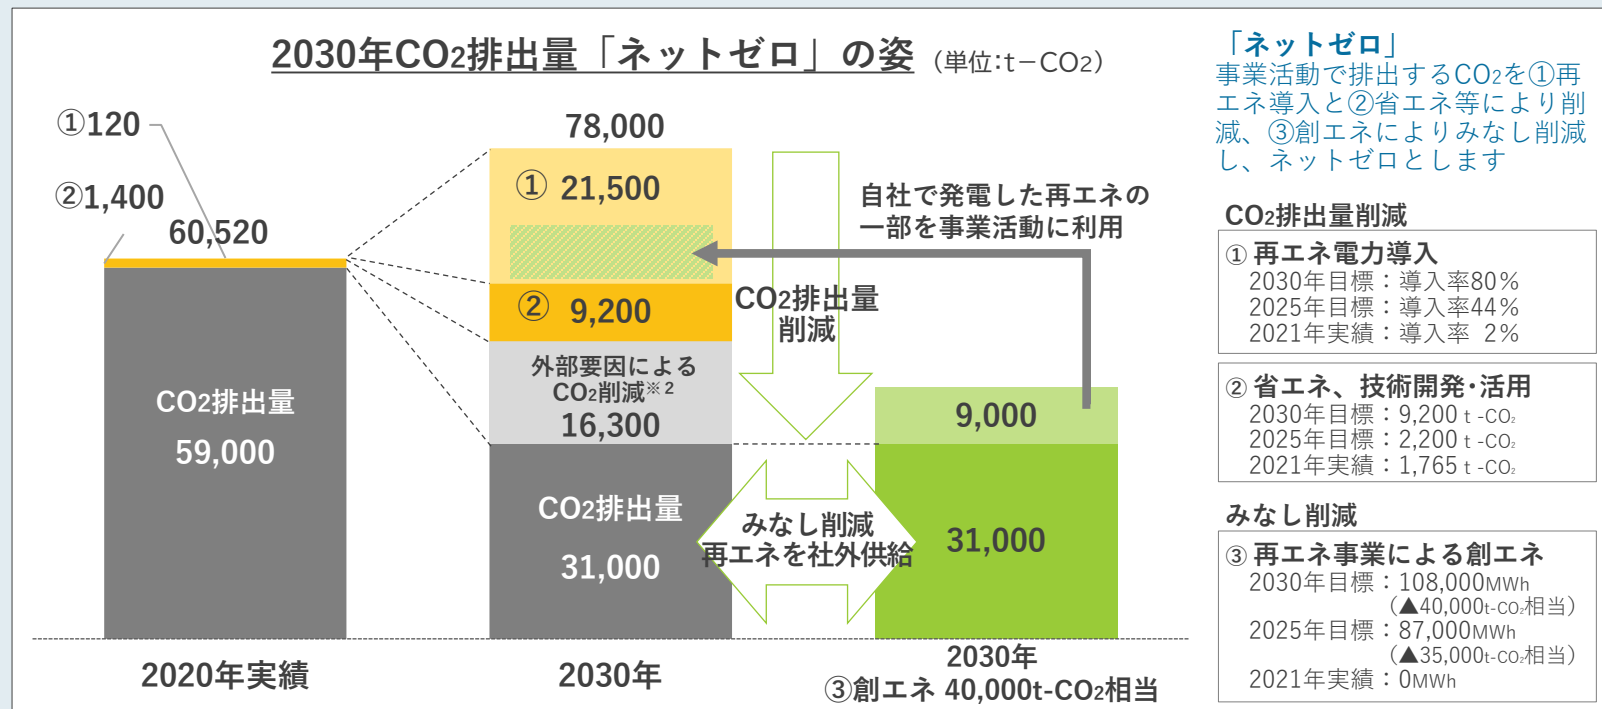 2030年CO2排出量「ネットゼロ」の姿 (単位:t－CO2)
①120
②1,400
60,520
CO2排出量
59,000
2020年実績
78,000
① 21,500
② 9,200
外部要因による
CO2削減※2
16,300
CO2排出量
31,000
2030年
CO2排出量
削減
自社で発電した再エネの
一部を事業活動に利用
みなし削減
再エネを社外供給
9,000
31,000
2030年
③創エネ 40,000t-CO2相当
「ネットゼロ」
事業活動で排出するCO2を①再
エネ導入と②省エネ等により削
減、③創エネによりみなし削減
し、ネットゼロとします
CO2排出量削減
① 再エネ電力導入
2030年目標：導入率80％
2025年目標：導入率44％
2021年実績：導入率 2％
② 省エネ、技術開発・活用
2030年目標：9,200 t -CO2
2025年目標：2,200 t -CO2
2021年実績：1,765 t -CO2
みなし削減
③ 再エネ事業による創エネ
2030年目標：108,000MWh
(▲40,000t-CO2相当)
2025年目標：87,000MWh
(▲35,000t-CO2相当)
2021年実績：0MWh